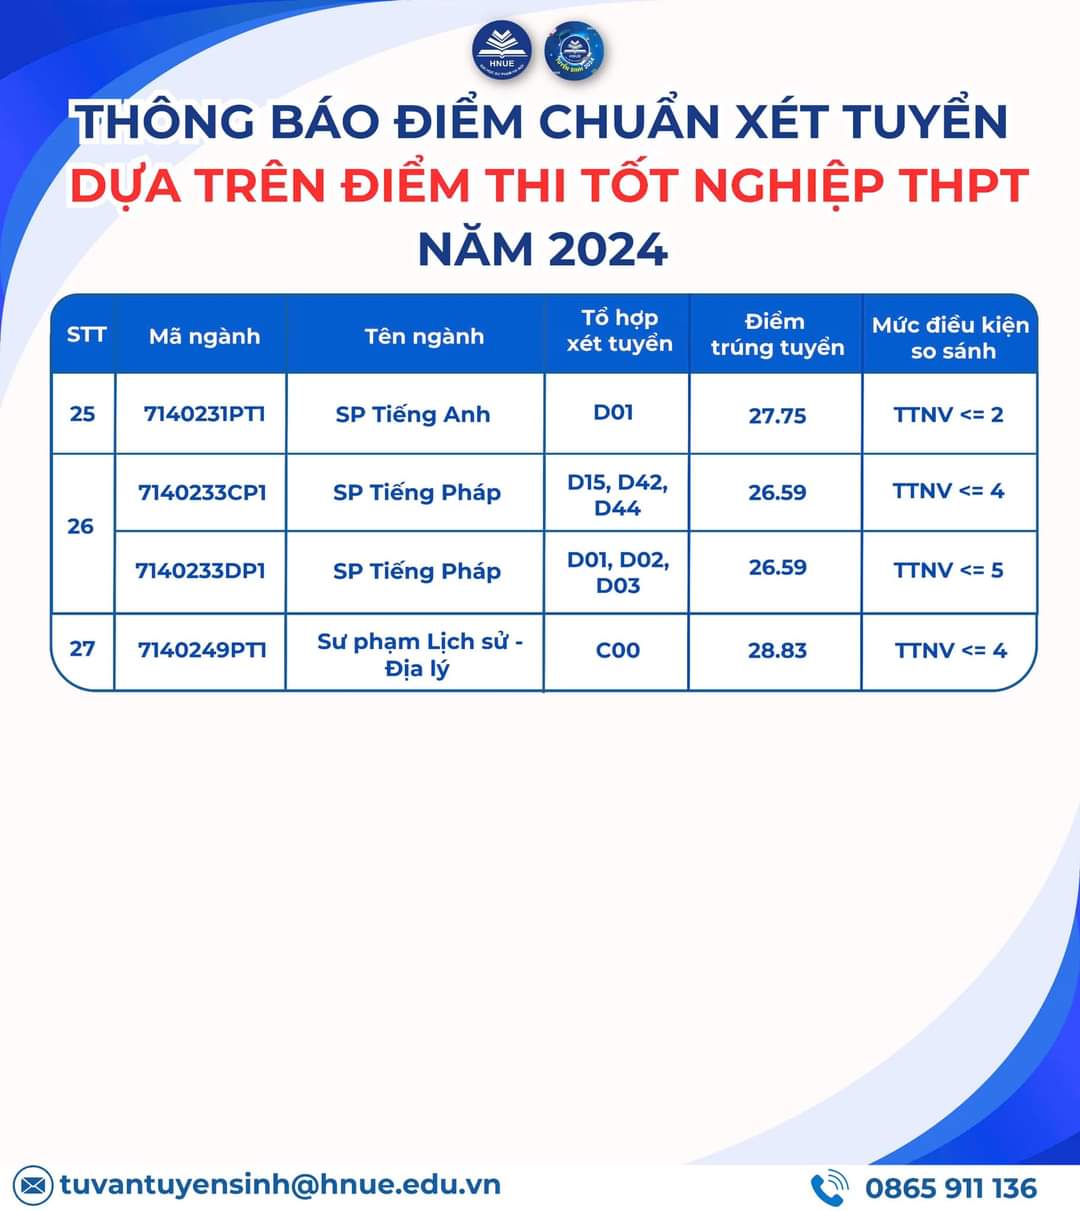 HNUE
HNUE
TUYỂN SINH 2024
THÔNG BÁO ĐIỂM CHUẨN XÉT TUYỂN
DỰA TRÊN ĐIỂM THI TỐT NGHIỆP THPT
NĂM 2024
STT Mã ngành Tên ngành Tổ hợp xét tuyển Điểm trúng tuyển Mức điều kiện so sánh
25 7140231PT1 SP Tiếng Anh D01 27.75 TTNV <= 2
26 7140233CP1 SP Tiếng Pháp D15, D42, D44 26.59 TTNV <= 4
7140233DP1 SP Tiếng Pháp D01, D02, D03 26.59 TTNV <= 5
27 7140249PT1 Sư phạm Lịch sử - Địa lý C00 28.83 TTNV <= 4
tuvantuyensinh@hnue.edu.vn
0865 911 136